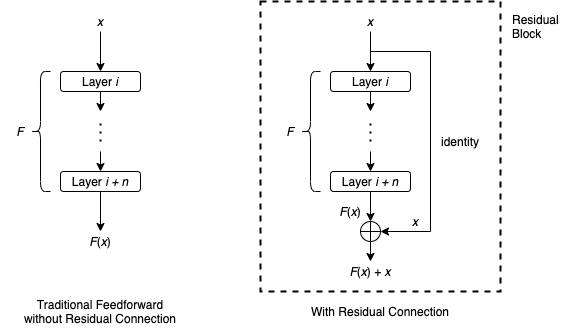 x
Layer i
F
Layer i + n
F(x)
Traditional Feedforward
without Residual Connection
x
Residual
Block
Layer i
F
identity
Layer i + n
F(x)
x
F(x) + x
With Residual Connection